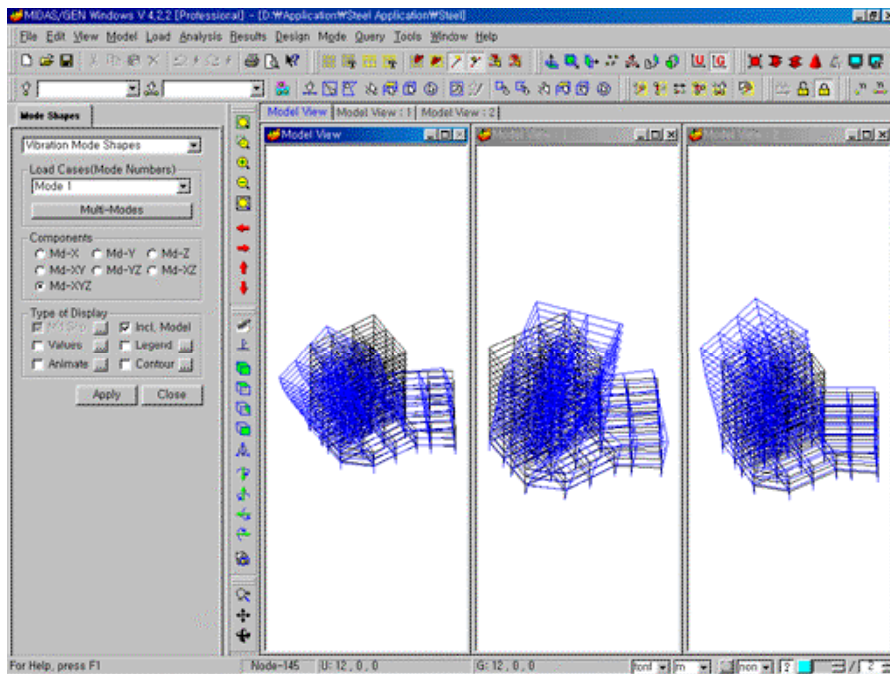 MIDAS/GEN Windows V 4.2.2 [Professional] - [D:₩Application₩Steel Application₩Steel]
File Edit View Model Load Analysis Results Design Mode Query Tools Window Help
Model View Model View : 1 Model View : 2
Mode Shapes
Model View
Vibration Mode Shapes
Load Cases(Mode Numbers)
Mode 1
Multi-Modes
Components
Md-X Md-Y Md-Z
Md-XY Md-YZ Md-XZ
Md-XYZ
Type of Display
Incl. Model
Values Legend
Animate Contour
Apply Close
For Help, press F1 Node-145 U: 12, 0, 0 G: 12, 0, 0 m non ? / 2